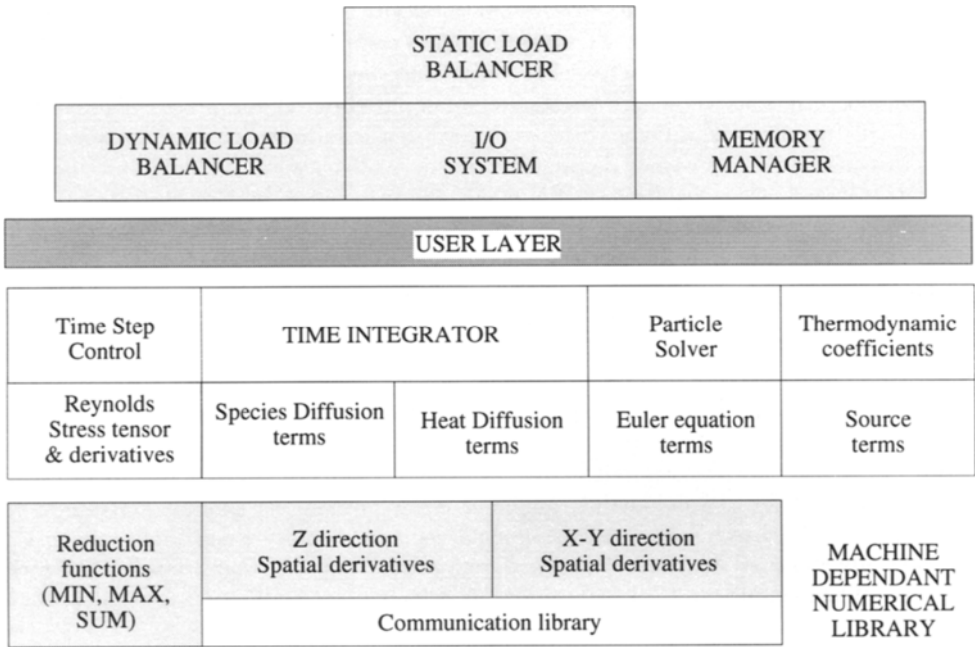 STATIC LOAD
BALANCER
DYNAMIC LOAD
BALANCER
I/O
SYSTEM
MEMORY
MANAGER
USER LAYER
Time Step
Control
TIME INTEGRATOR
Particle
Solver
Thermodynamic
coefficients
Reynolds
Stress tensor
& derivatives
Species Diffusion
terms
Heat Diffusion
terms
Euler equation
terms
Source
terms
Reduction
functions
(MIN, MAX,
SUM)
Z direction
Spatial derivatives
X-Y direction
Spatial derivatives
Communication library
MACHINE
DEPENDANT
NUMERICAL
LIBRARY